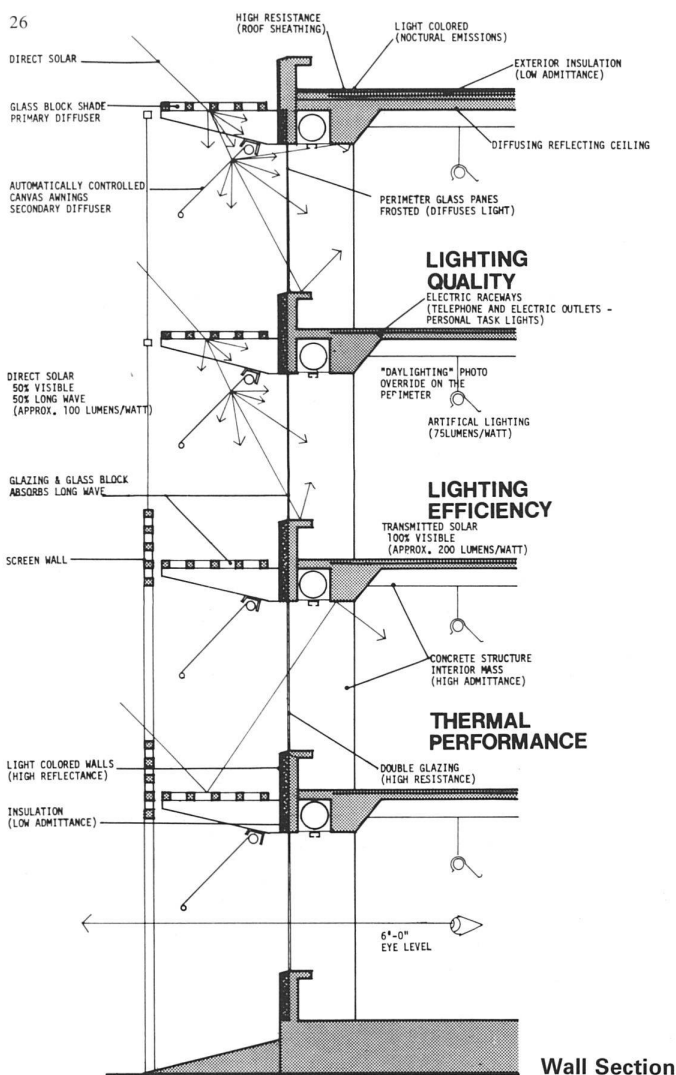 26
HIGH RESISTANCE
(ROOF SHEATHING)
LIGHT COLORED
(NOCTURAL EMISSIONS)
DIRECT SOLAR
EXTERIOR INSULATION
(LOW ADMITTANCE)
GLASS BLOCK SHADE
PRIMARY DIFFUSER
DIFFUSING REFLECTING CEILING
AUTOMATICALLY CONTROLLED
CANVAS AWNINGS
SECONDARY DIFFUSER
PERIMETER GLASS PANES
FROSTED (DIFFUSES LIGHT)
LIGHTING
QUALITY
ELECTRIC RACEWAYS
(TELEPHONE AND ELECTRIC OUTLETS -
PERSONAL TASK LIGHTS)
DIRECT SOLAR
50% VISIBLE
50% LONG WAVE
(APPROX. 100 LUMENS/WATT)
"DAYLIGHTING" PHOTO
OVERRIDE ON THE
PERIMETER
ARTIFICAL LIGHTING
(75LUMENS/WATT)
GLAZING & GLASS BLOCK
ABSORBS LONG WAVE
LIGHTING
EFFICIENCY
TRANSMITTED SOLAR
100% VISIBLE
(APPROX. 200 LUMENS/WATT)
SCREEN WALL
CONCRETE STRUCTURE
INTERIOR MASS
(HIGH ADMITTANCE)
THERMAL
PERFORMANCE
LIGHT COLORED WALLS
(HIGH REFLECTANCE)
DOUBLE GLAZING
(HIGH RESISTANCE)
INSULATION
(LOW ADMITTANCE)
6'-0"
EYE LEVEL
Wall Section